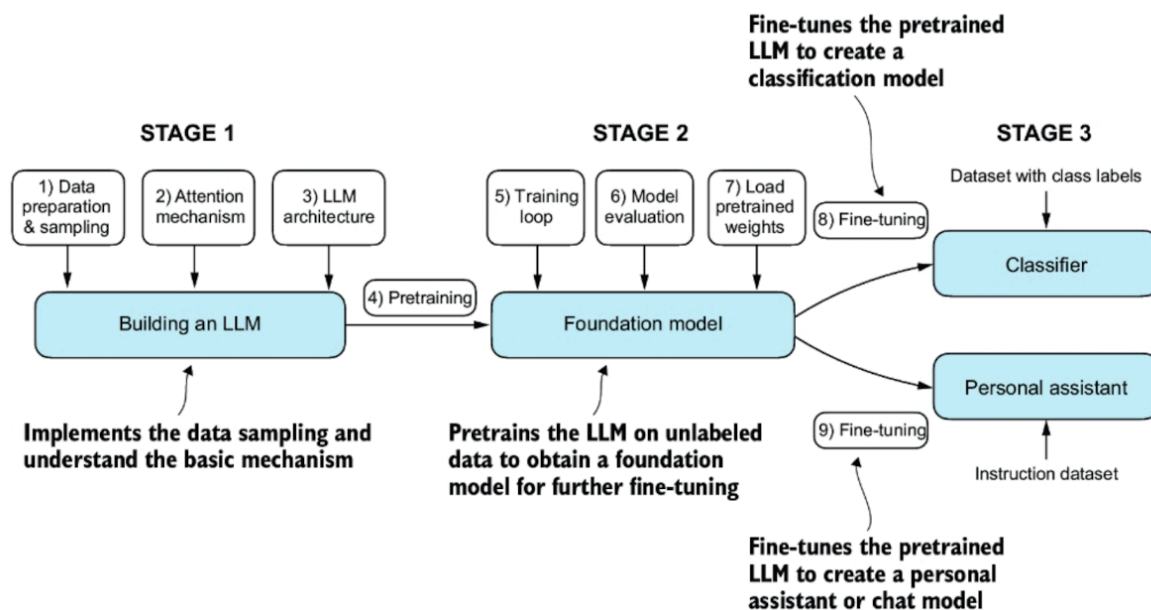 Fine-tunes the pretrained
LLM to create a
classification model
STAGE 1
STAGE 2
STAGE 3
1) Data
preparation
& sampling
2) Attention
mechanism
3) LLM
architecture
5) Training
loop
6) Model
evaluation
7) Load
pretrained
weights
8) Fine-tuning
Dataset with class labels
Classifier
4) Pretraining
Building an LLM
Foundation model
Personal assistant
Implements the data sampling and
understand the basic mechanism
Pretrains the LLM on unlabeled
data to obtain a foundation
model for further fine-tuning
9) Fine-tuning
Instruction dataset
Fine-tunes the pretrained
LLM to create a personal
assistant or chat model